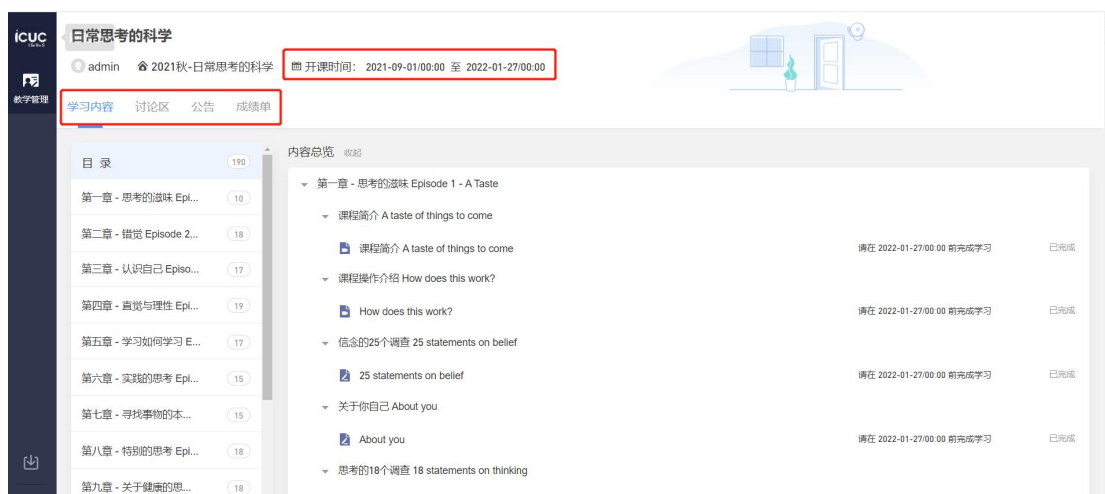 icuc
日常思考的科学
admin 2021秋-日常思考的科学 开课时间： 2021-09-01/00:00 至 2022-01-27/00:00
教学管理
学习内容 讨论区 公告 成绩单
目 录 190
第一章 - 思考的滋味 Epi... 10
第二章 - 错觉 Episode 2... 18
第三章 - 认识自己 Episo... 17
第四章 - 直觉与理性 Epi... 19
第五章 - 学习如何学习 E... 17
第六章 - 实践的思考 Epi... 15
第七章 - 寻找事物的本... 15
第八章 - 特别的思考 Epi... 18
第九章 - 关于健康的思... 18
内容总览 收起
第一章 - 思考的滋味 Episode 1 - A Taste
课程简介 A taste of things to come
课程简介 A taste of things to come 请在 2022-01-27/00:00 前完成学习 已完成
课程操作介绍 How does this work?
How does this work? 请在 2022-01-27/00:00 前完成学习 已完成
信念的25个调查 25 statements on belief
25 statements on belief 请在 2022-01-27/00:00 前完成学习 已完成
关于你自己 About you
About you 请在 2022-01-27/00:00 前完成学习 已完成
思考的18个调查 18 statements on thinking